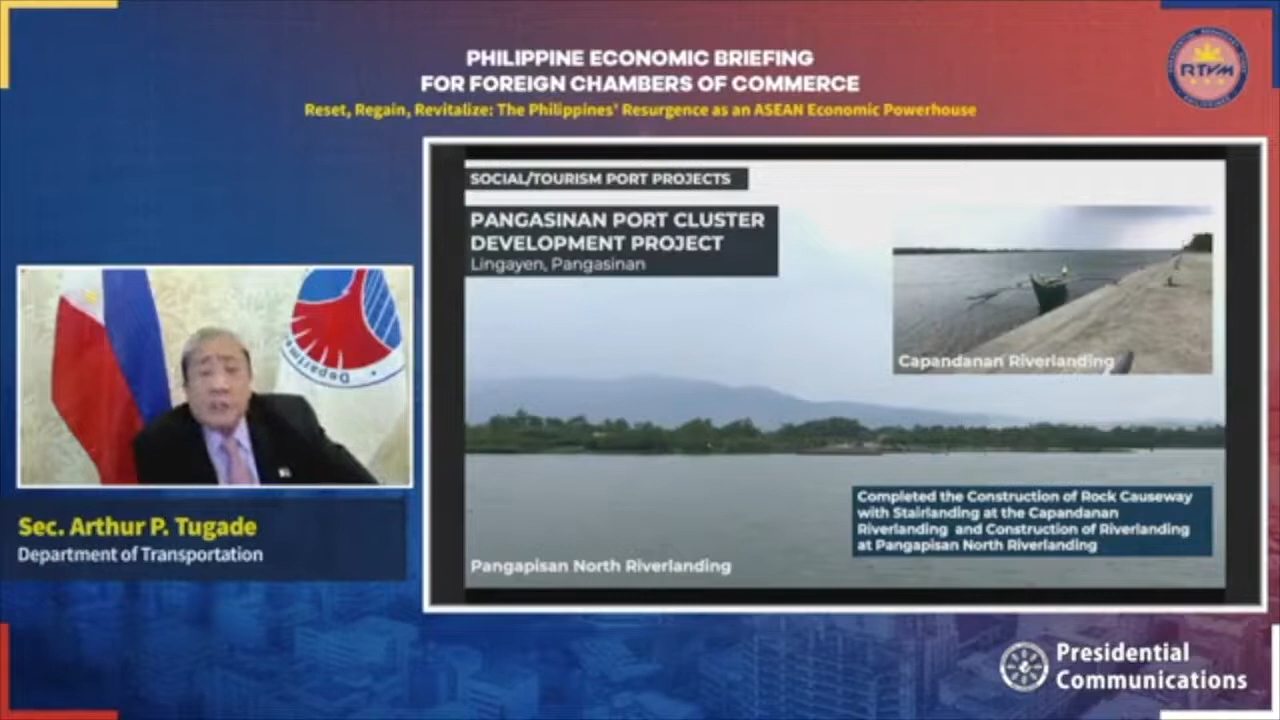 PHILIPPINE ECONOMIC BRIEFING
FOR FOREIGN CHAMBERS OF COMMERCE
Reset, Regain, Revitalize: The Philippines' Resurgence as an ASEAN Economic Powerhouse
RTVM
SOCIAL/TOURISM PORT PROJECTS
PANGASINAN PORT CLUSTER
DEVELOPMENT PROJECT
Lingayen, Pangasinan
Capandanan Riverlanding
Completed the Construction of Rock Causeway
with Stairlanding at the Capandanan
Riverlanding and Construction of Riverlanding
at Pangapisan North Riverlanding
Pangapisan North Riverlanding
Sec. Arthur P. Tugade
Department of Transportation
Presidential
Communications